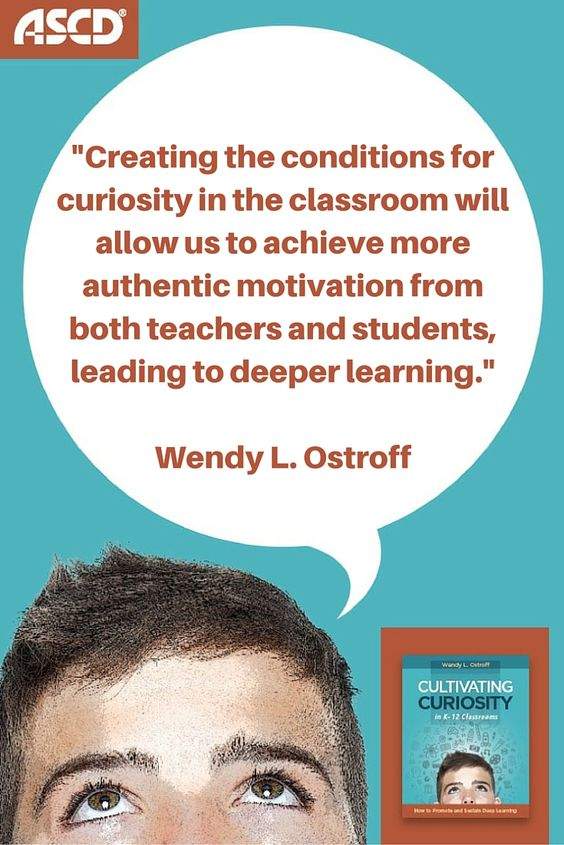 ASCD®
"Creating the conditions for
curiosity in the classroom will
allow us to achieve more
authentic motivation from
both teachers and students,
leading to deeper learning."
Wendy L. Ostroff
Wendy L. Ostroff
CULTIVATING
CURIOSITY
in K-12 Classrooms
How to Promote and Sustain Deep Learning